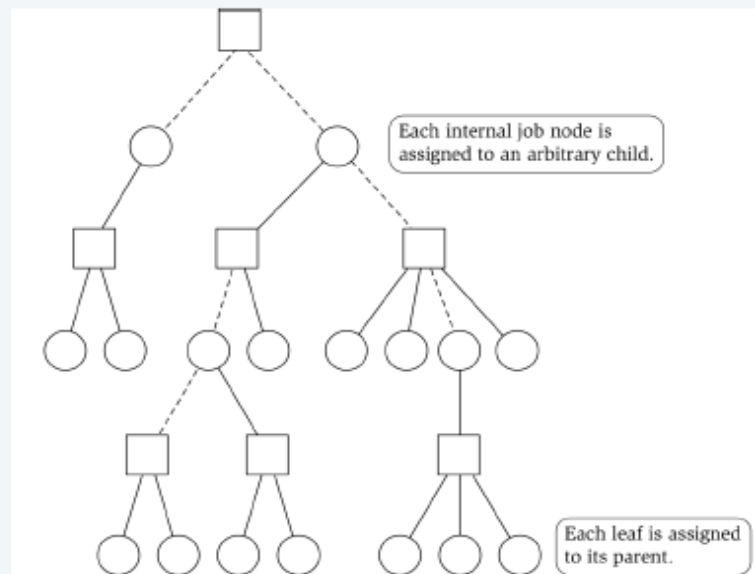 Each internal job node is
assigned to an arbitrary child.
Each leaf is assigned
to its parent.